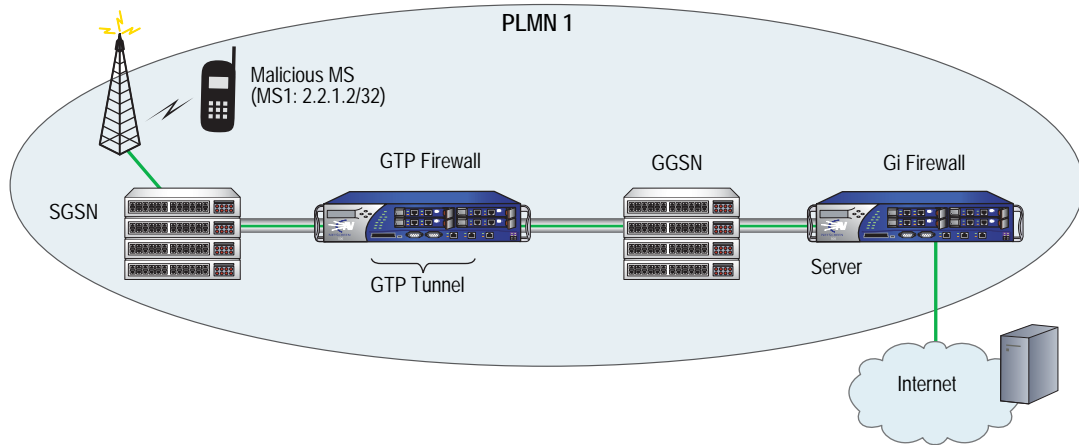 PLMN 1
Malicious MS
(MS1: 2.2.1.2/32)
GTP Firewall
GGSN
Gi Firewall
SGSN
Server
GTP Tunnel
Internet